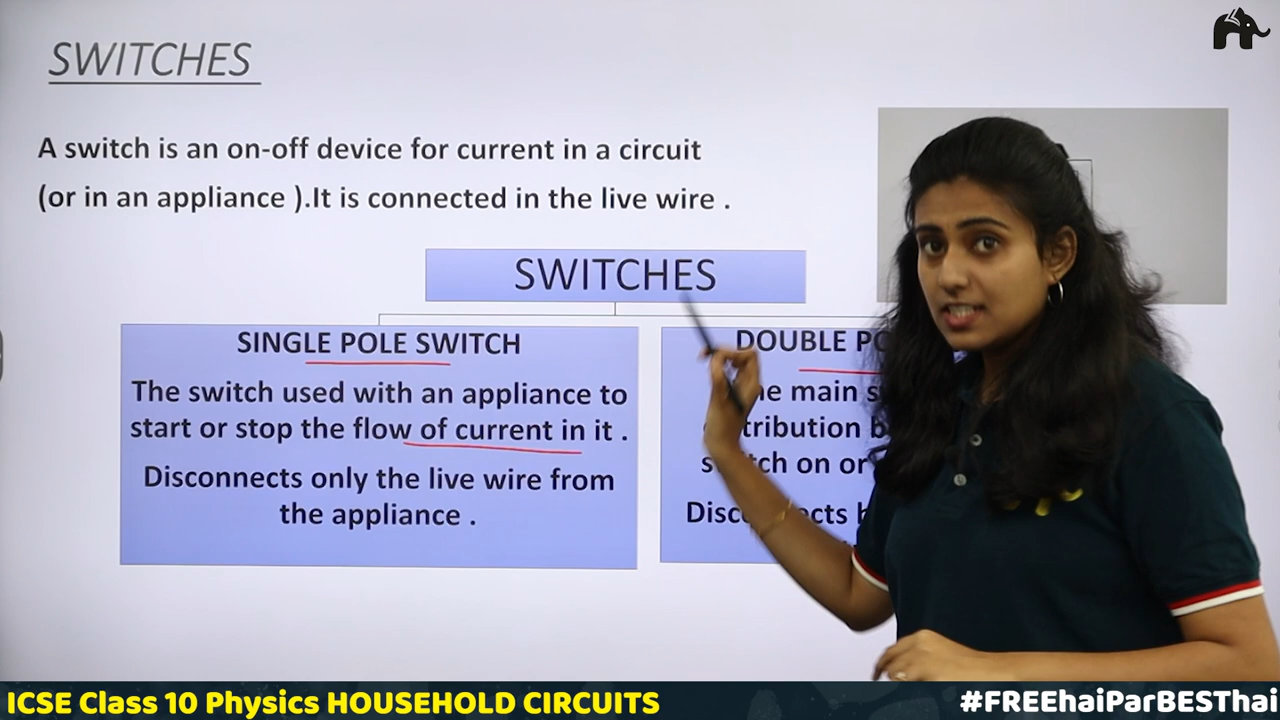 SWITCHES
A switch is an on-off device for current in a circuit
(or in an appliance ).It is connected in the live wire .
SWITCHES
SINGLE POLE SWITCH
The switch used with an appliance to
start or stop the flow of current in it .
Disconnects only the live wire from
the appliance .
DOUBLE
main
on or
ICSE Class 10 Physics HOUSEHOLD CIRCUITS
#FREEhaiParBESThai